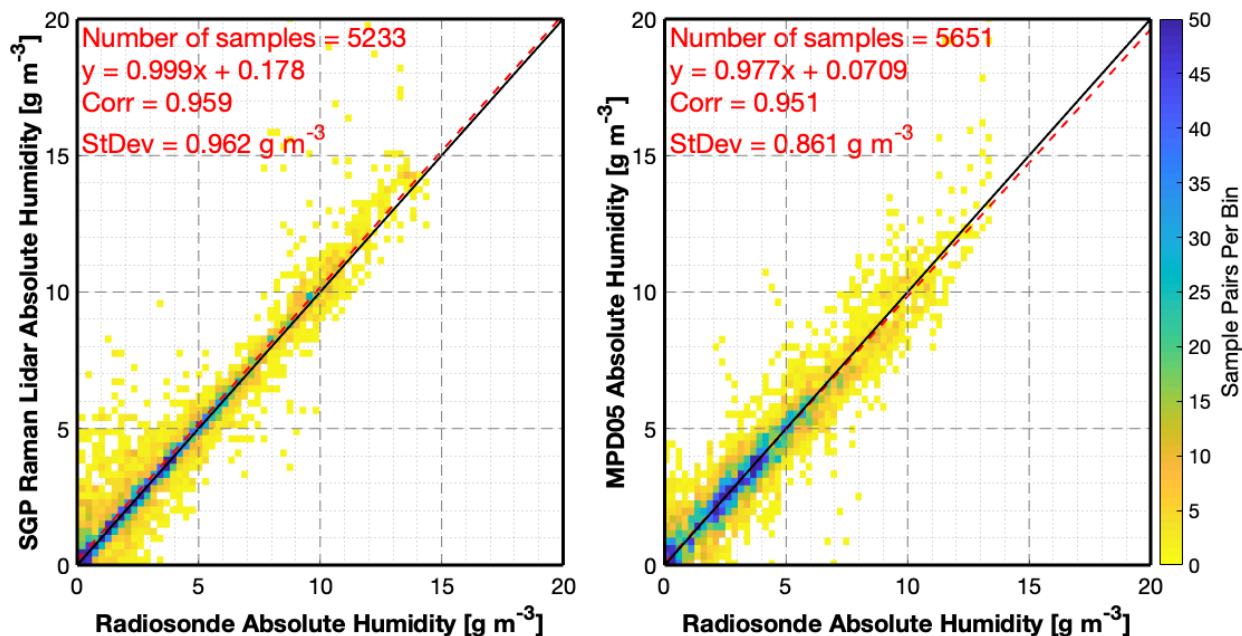 SGP Raman Lidar Absolute Humidity [g m⁻³]
20
15
10
5
0
Number of samples = 5233
y = 0.999x + 0.178
Corr = 0.959
StDev = 0.962 g m⁻³
0 5 10 15 20
Radiosonde Absolute Humidity [g m⁻³]
MPD05 Absolute Humidity [g m⁻³]
20
15
10
5
0
Number of samples = 5651
y = 0.977x + 0.0709
Corr = 0.951
StDev = 0.861 g m⁻³
0 5 10 15 20
Radiosonde Absolute Humidity [g m⁻³]
50
45
40
35
30
25
20
15
10
5
0
Sample Pairs Per Bin